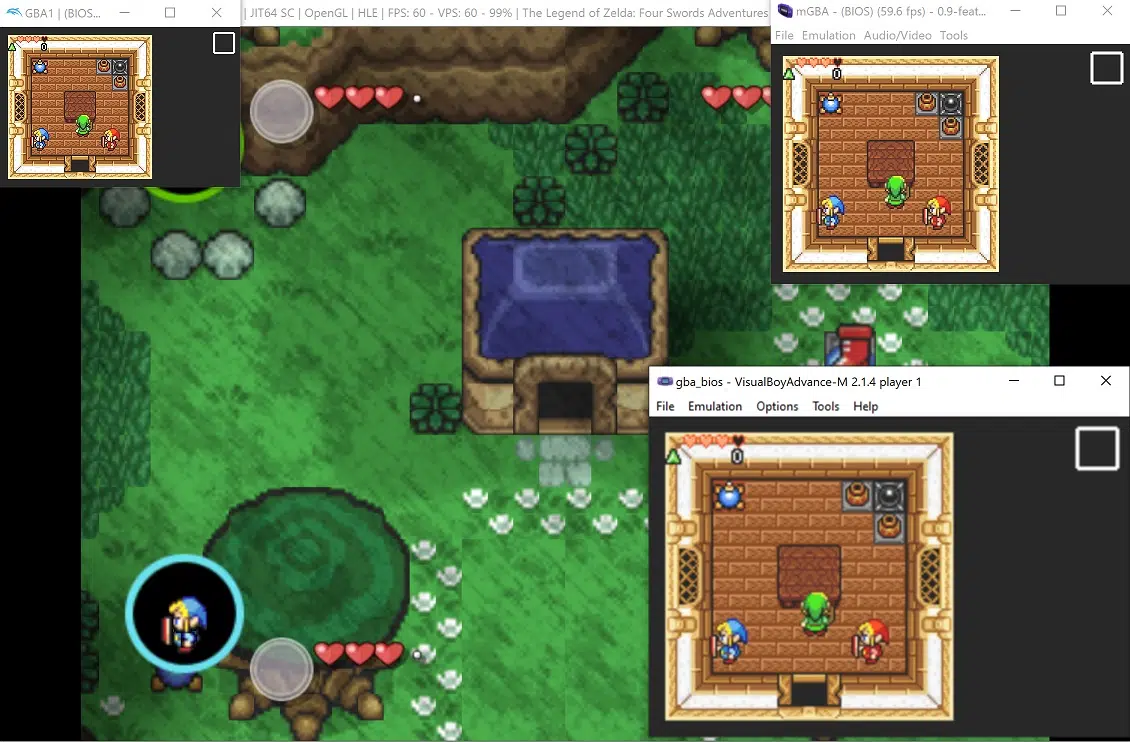 GBA1 | (BIOS...
| JIT64 SC | OpenGL | HLE | FPS: 60 - VPS: 60 - 99% | The Legend of Zelda: Four Swords Adventures
mGBA - (BIOS) (59.6 fps) - 0.9-feat...
File Emulation Audio/Video Tools
0
0
gba_bios - VisualBoyAdvance-M 2.1.4 player 1
File Emulation Options Tools Help
0